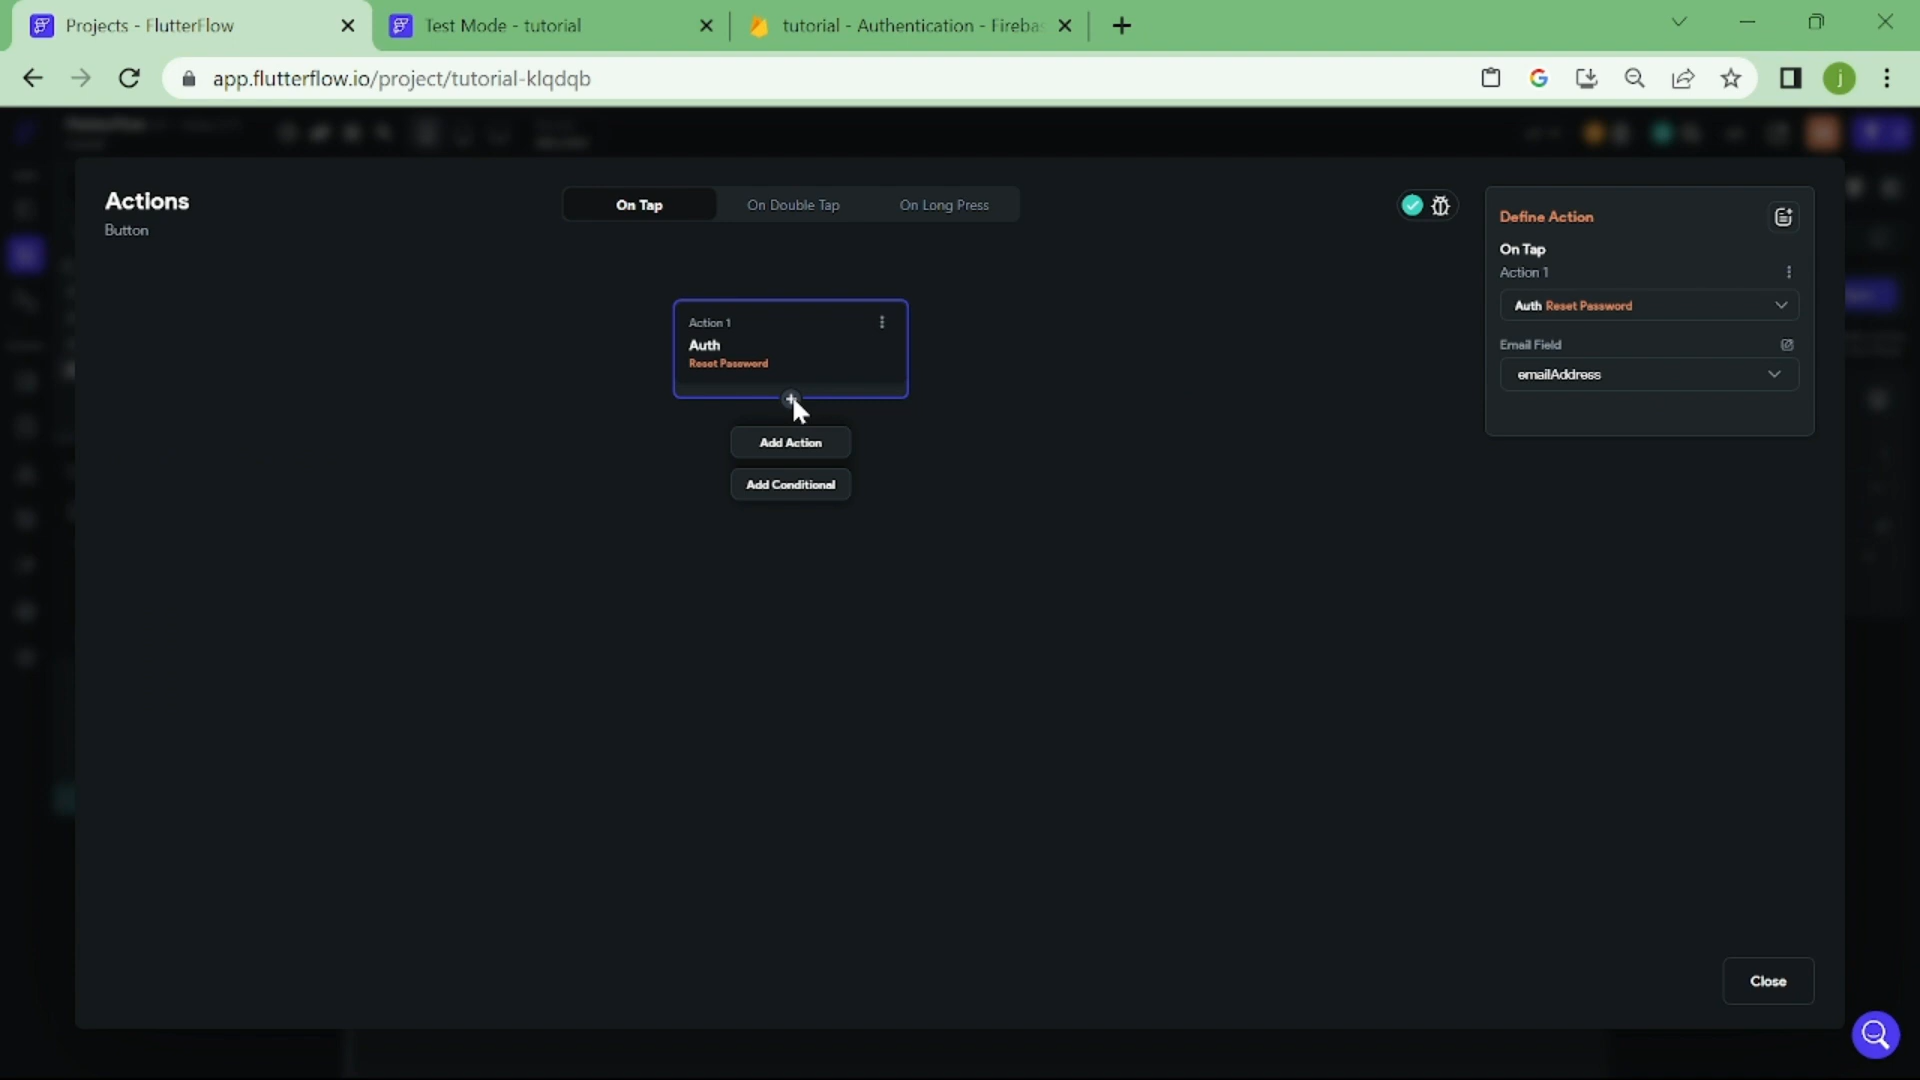 Projects - FlutterFlow
Test Mode - tutorial
tutorial - Authentication - Fireba
app.flutterflow.io/project/tutorial-klqdqb
j
Actions
Button
On Tap
On Double Tap
On Long Press
Define Action
On Tap
Action 1
Auth Reset Password
Email Field
emailAddress
Action 1
Auth
Reset Password
Add Action
Add Conditional
Close